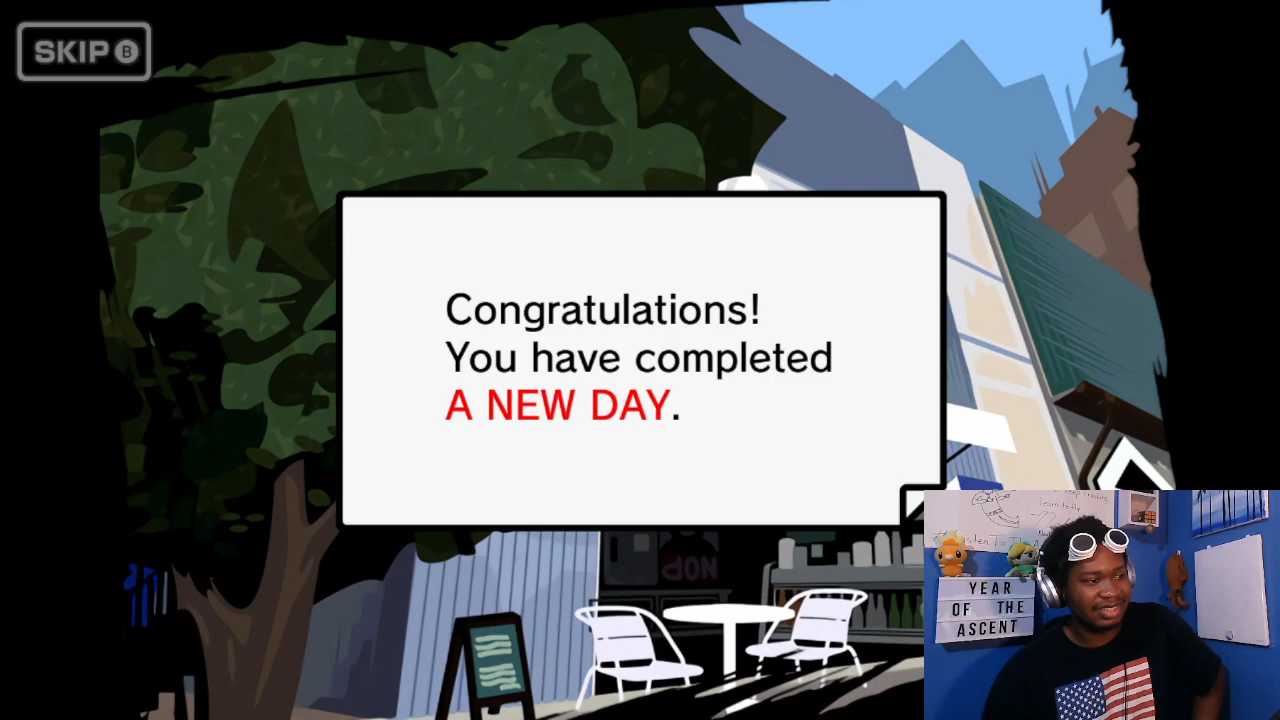 SKIP B
Congratulations!
You have completed
A NEW DAY.
YEAR
OF THE
ASCENT